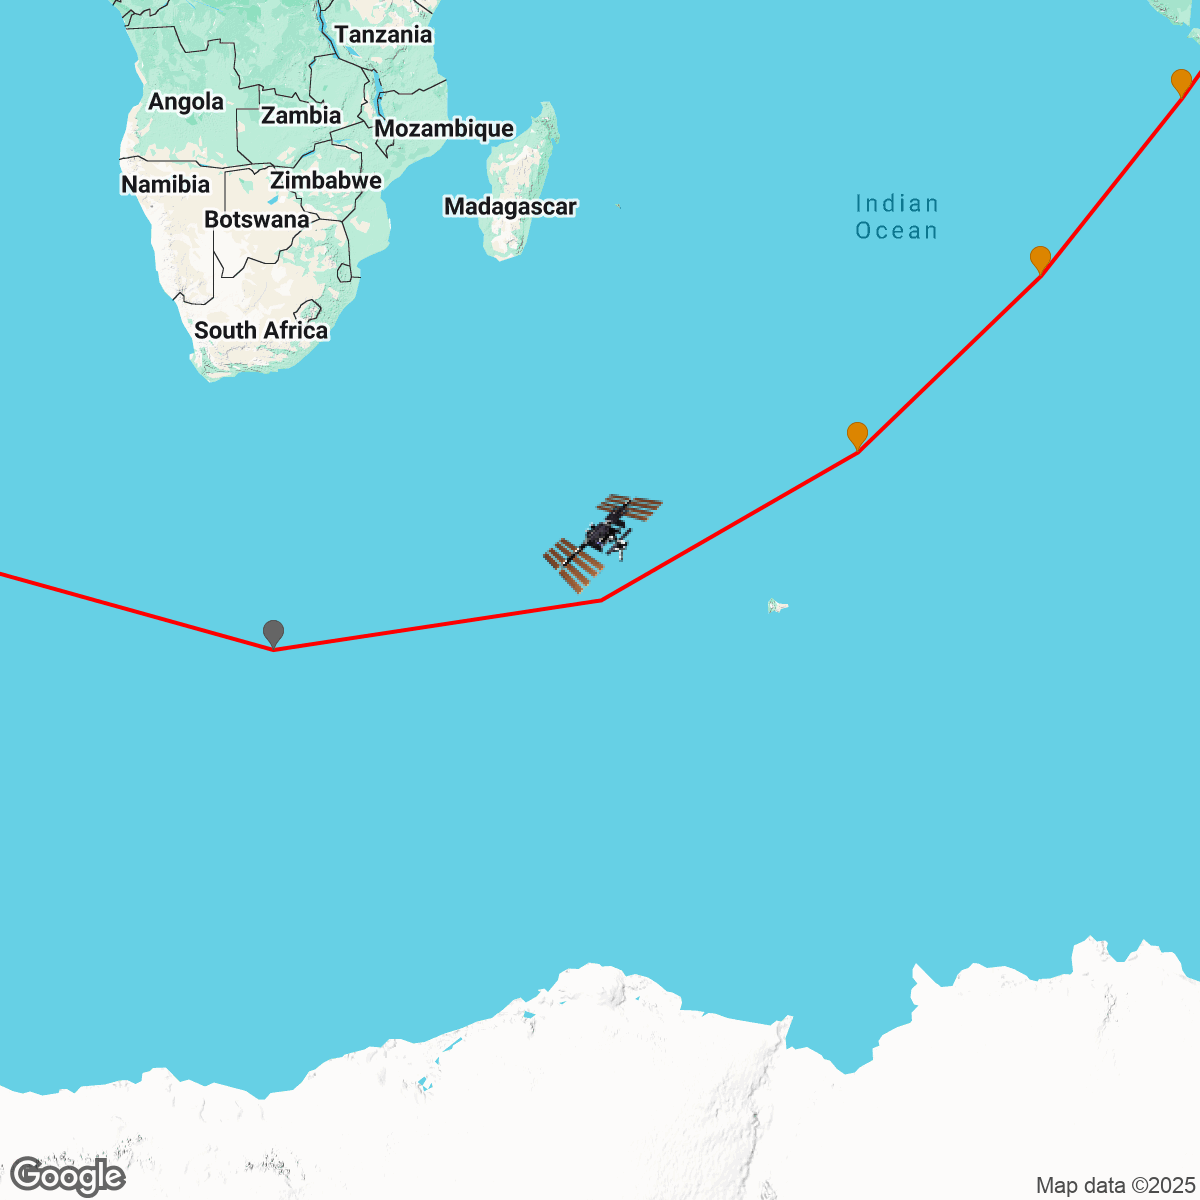 Tanzania
Angola
Zambia
Mozambique
Namibia
Zimbabwe
Madagascar
Botswana
Indian
Ocean
South Africa
Google
Map data ©2025